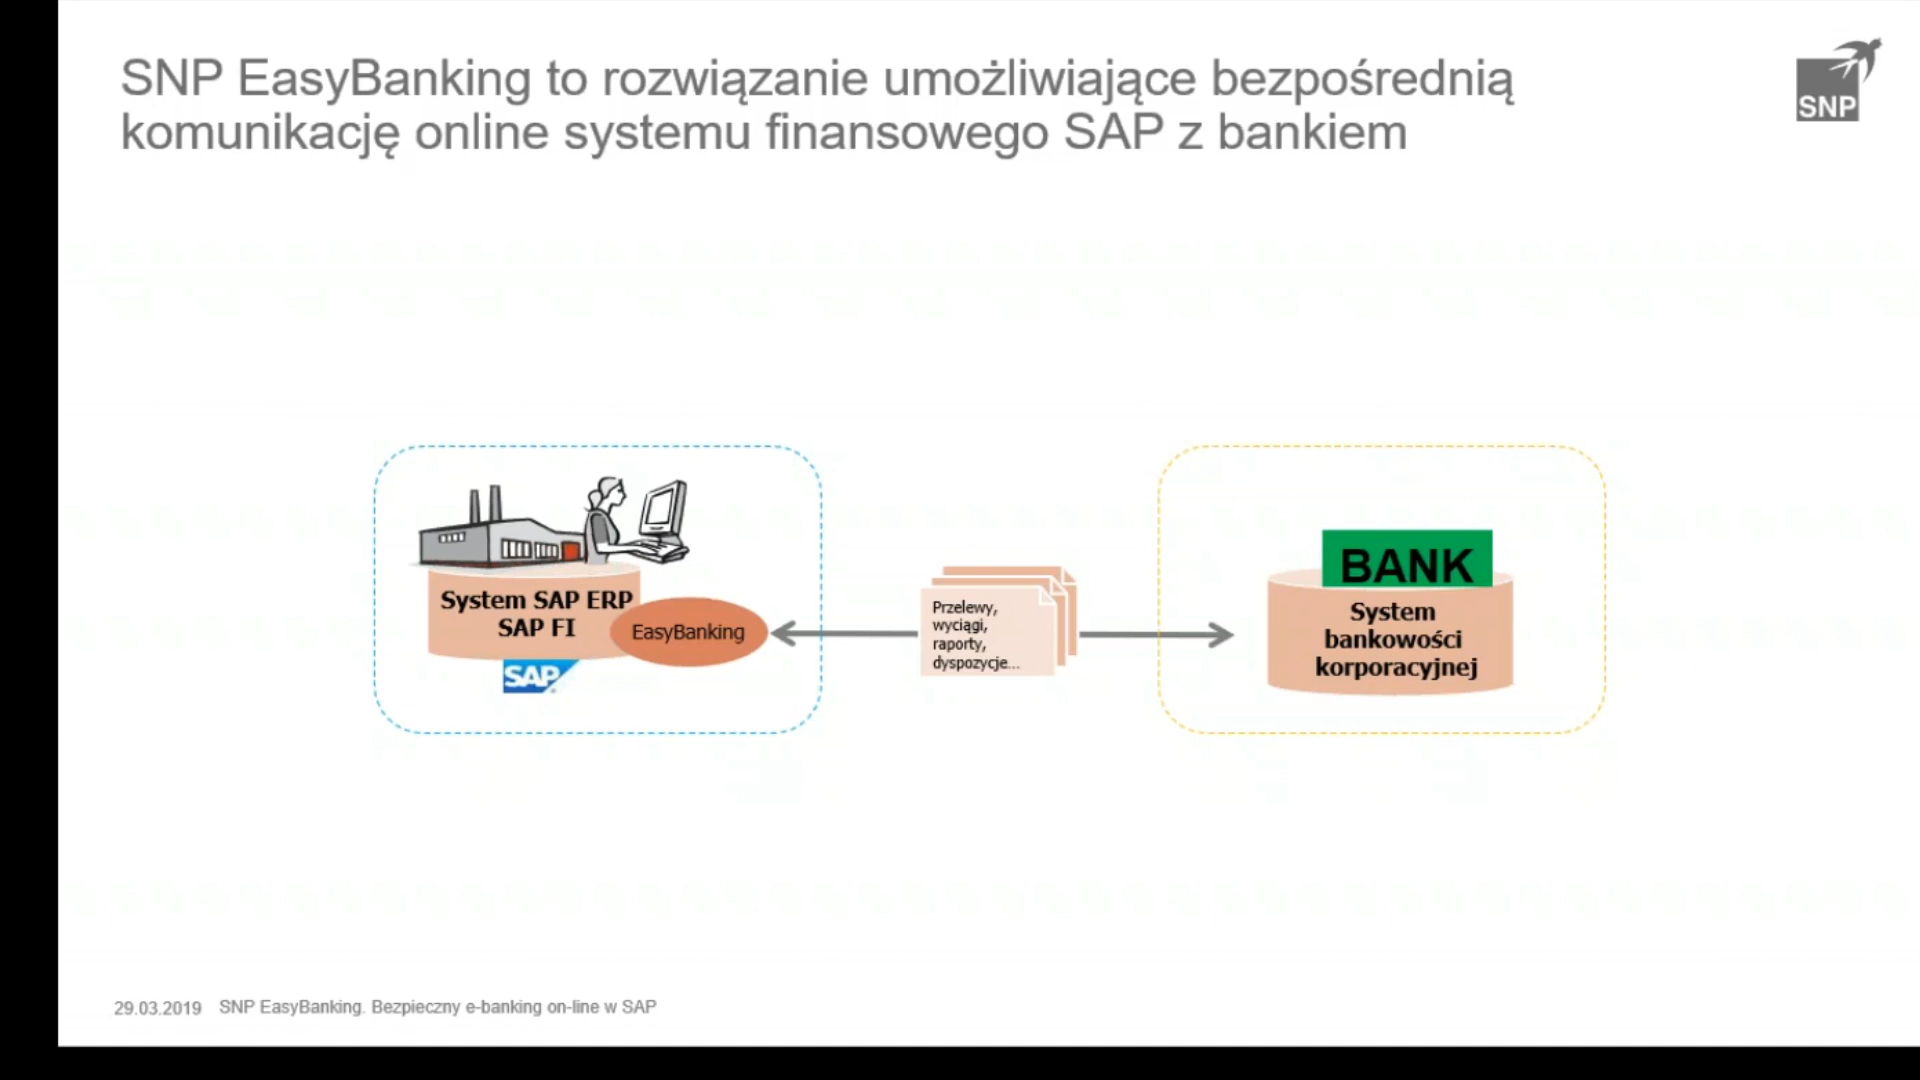 SNP EasyBanking to rozwiązanie umożliwiające bezpośrednią
komunikację online systemu finansowego SAP z bankiem
SNP
System SAP ERP
SAP FI
EasyBanking
SAP
Przelewy,
wyciągi,
raporty,
dyspozycje...
BANK
System
bankowości
korporacyjnej
29.03.2019 SNP EasyBanking. Bezpieczny e-banking on-line w SAP